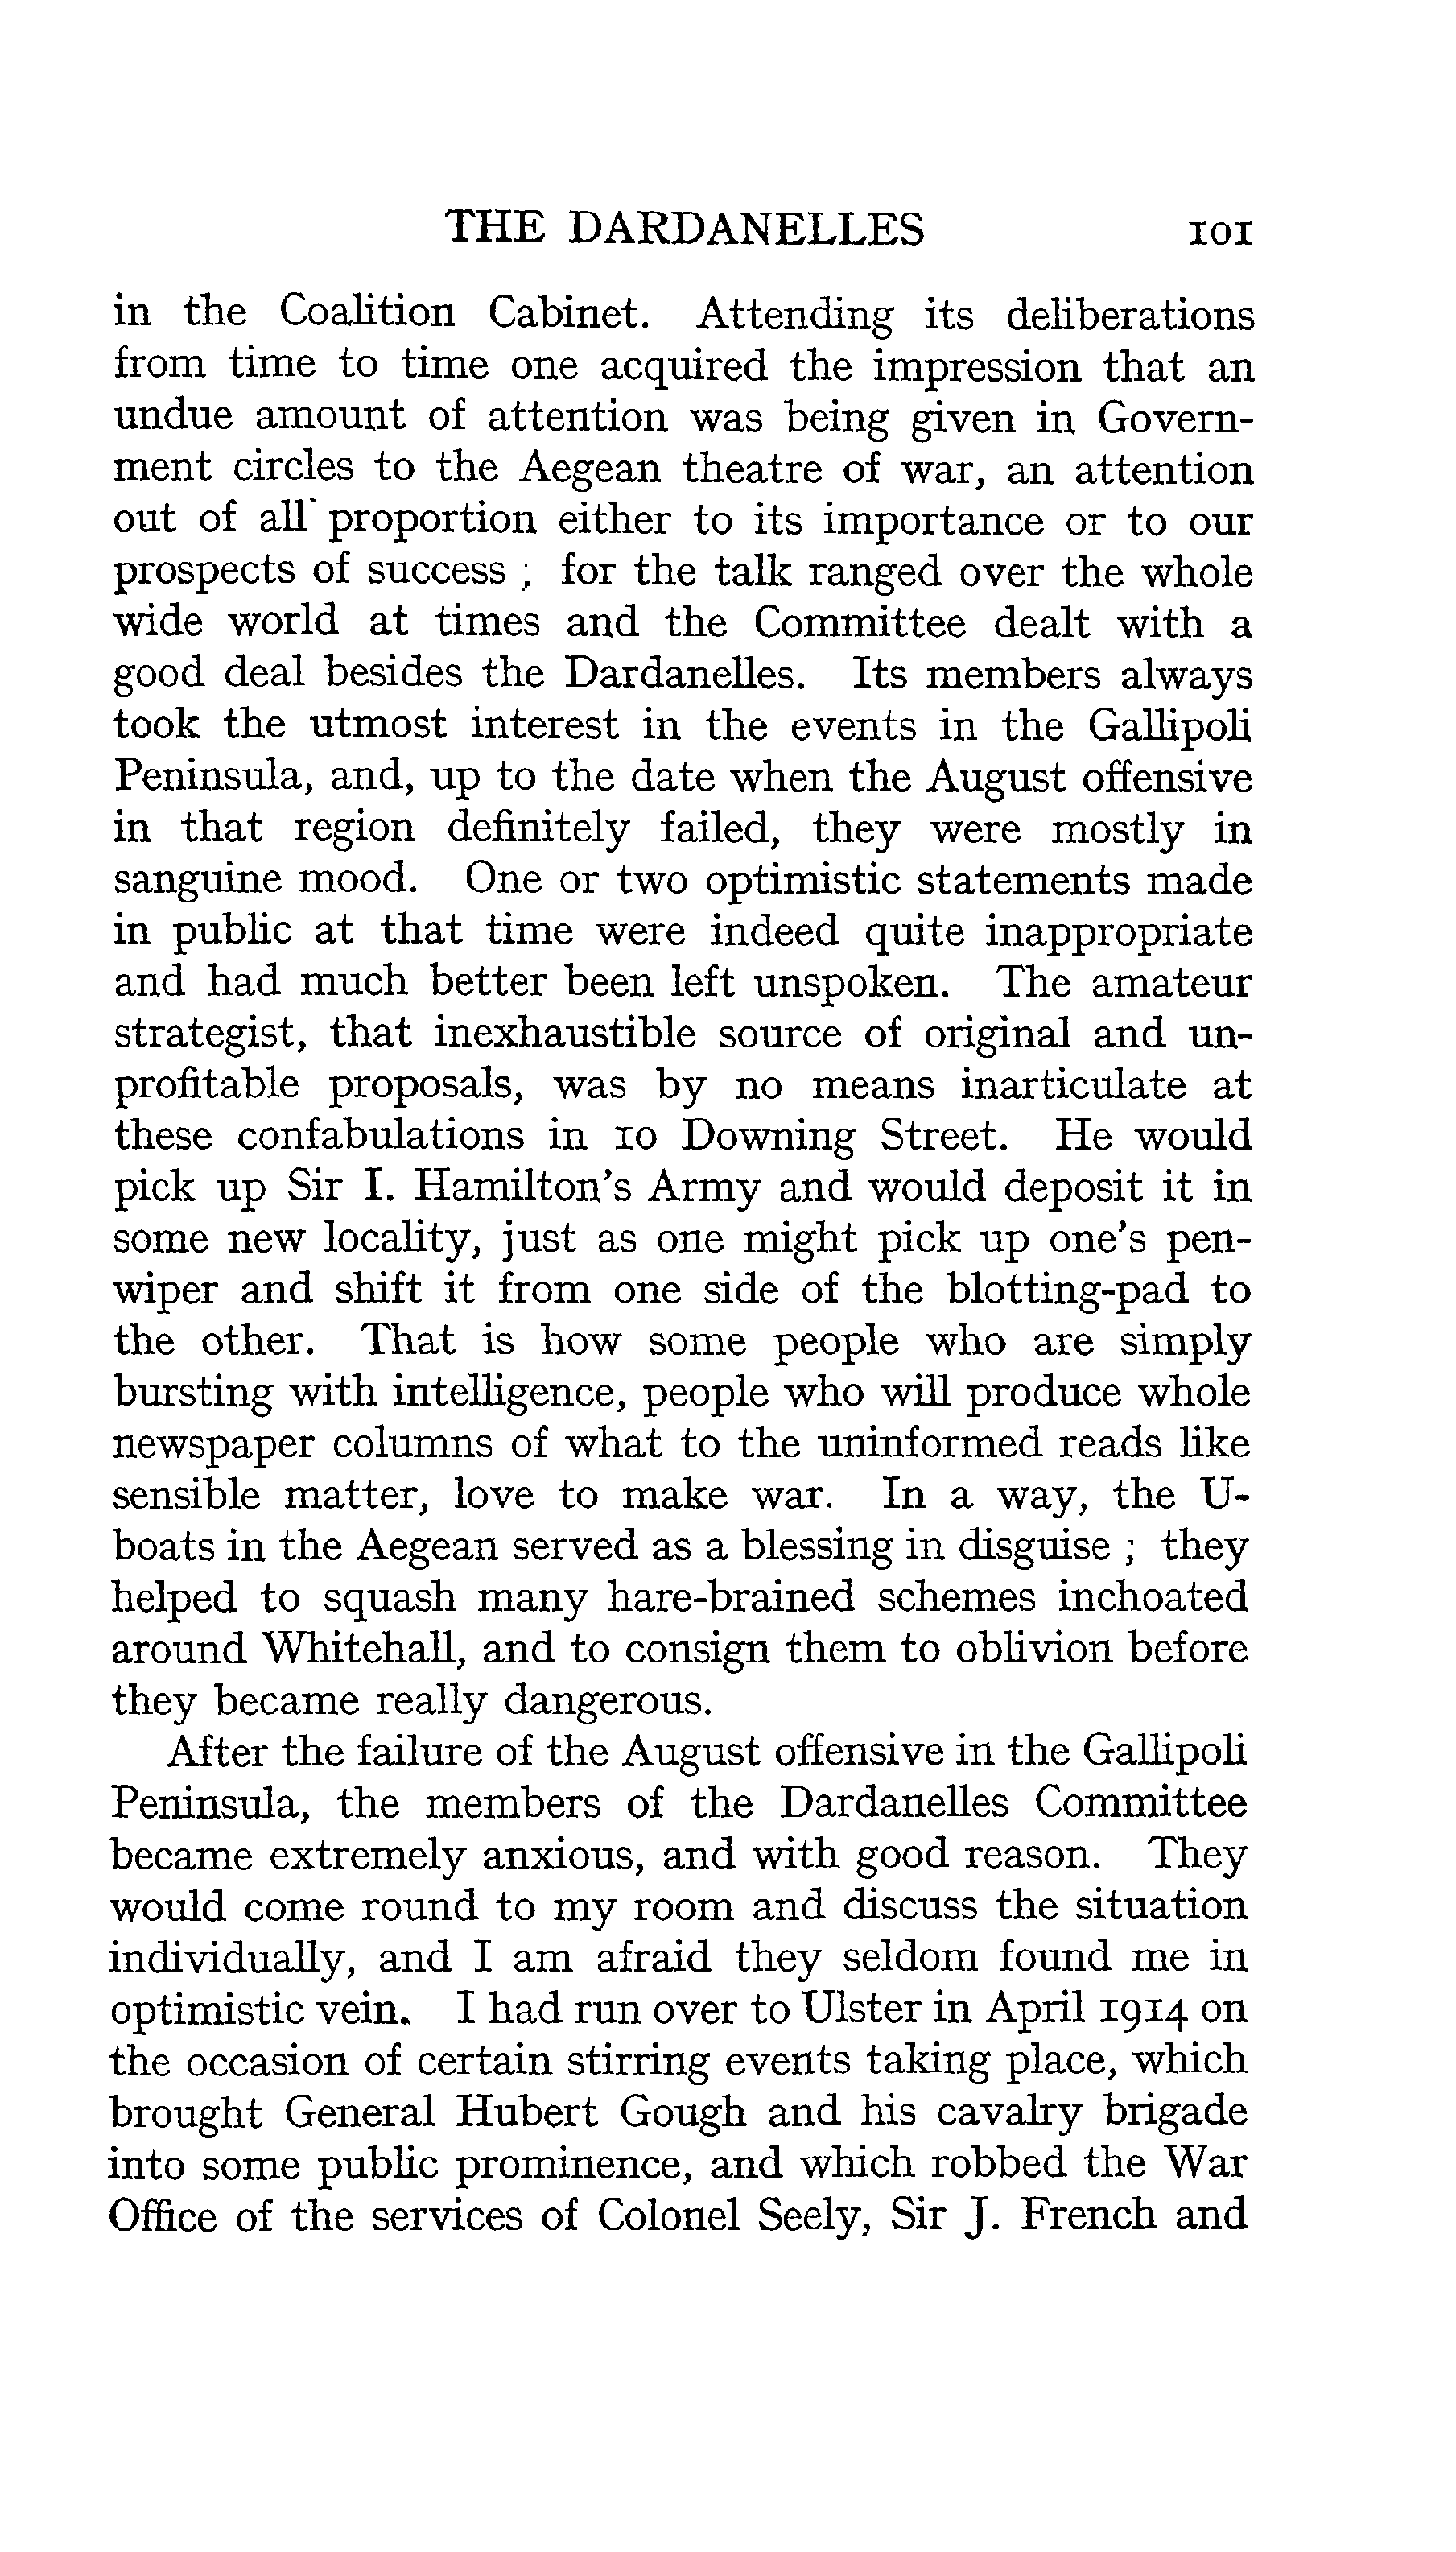 THE DARDANELLES 101
in the Coalition Cabinet. Attending its deliberations
from time to time one acquired the impression that an
undue amount of attention was being given in Govern-
ment circles to the Aegean theatre of war, an attention
out of all proportion either to its importance or to our
prospects of success ; for the talk ranged over the whole
wide world at times and the Committee dealt with a
good deal besides the Dardanelles. Its members always
took the utmost interest in the events in the Gallipoli
Peninsula, and, up to the date when the August offensive
in that region definitely failed, they were mostly in
sanguine mood. One or two optimistic statements made
in public at that time were indeed quite inappropriate
and had much better been left unspoken. The amateur
strategist, that inexhaustible source of original and un-
profitable proposals, was by no means inarticulate at
these confabulations in 10 Downing Street. He would
pick up Sir I. Hamilton's Army and would deposit it in
some new locality, just as one might pick up one's pen-
wiper and shift it from one side of the blotting-pad to
the other. That is how some people who are simply
bursting with intelligence, people who will produce whole
newspaper columns of what to the uninformed reads like
sensible matter, love to make war. In a way, the U-
boats in the Aegean served as a blessing in disguise ; they
helped to squash many hare-brained schemes inchoated
around Whitehall, and to consign them to oblivion before
they became really dangerous.
After the failure of the August offensive in the Gallipoli
Peninsula, the members of the Dardanelles Committee
became extremely anxious, and with good reason. They
would come round to my room and discuss the situation
individually, and I am afraid they seldom found me in
optimistic vein. I had run over to Ulster in April 1914 on
the occasion of certain stirring events taking place, which
brought General Hubert Gough and his cavalry brigade
into some public prominence, and which robbed the War
Office of the services of Colonel Seely, Sir J. French and